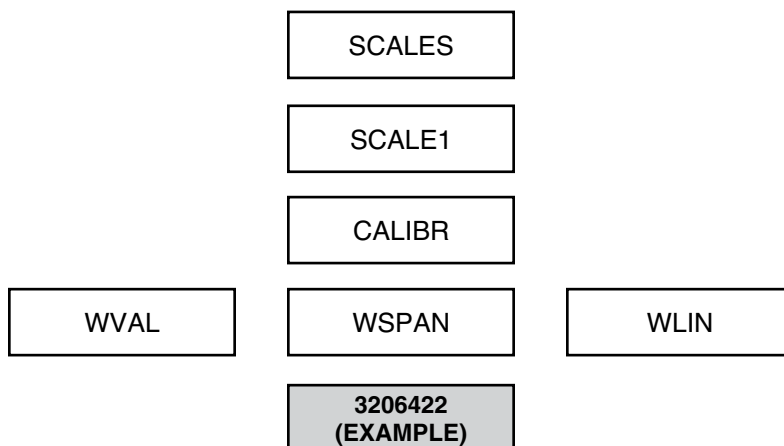 SCALES
SCALE1
CALIBR
WVAL
WSPAN
WLIN
3206422
(EXAMPLE)